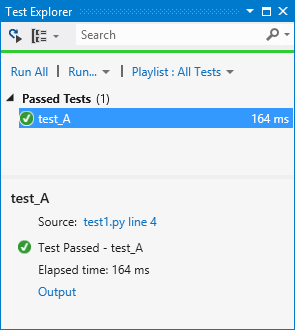 Test Explorer
Search
Run All | Run... | Playlist : All Tests
Passed Tests (1)
test_A 164 ms
test_A
Source: test1.py line 4
Test Passed - test_A
Elapsed time: 164 ms
Output